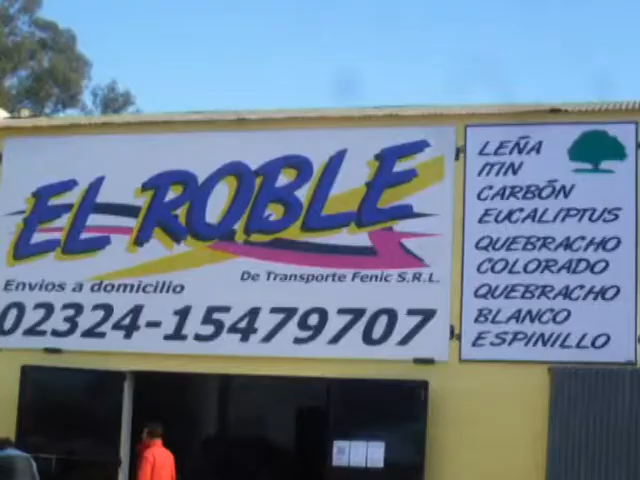 EL ROBLE
De Transporte Fenic S.R.L.
Envios a domicilio
02324-15479707
LEÑA
ITIN
CARBÓN
EUCALIPTUS
QUEBRACHO
COLORADO
QUEBRACHO
BLANCO
ESPINILLO